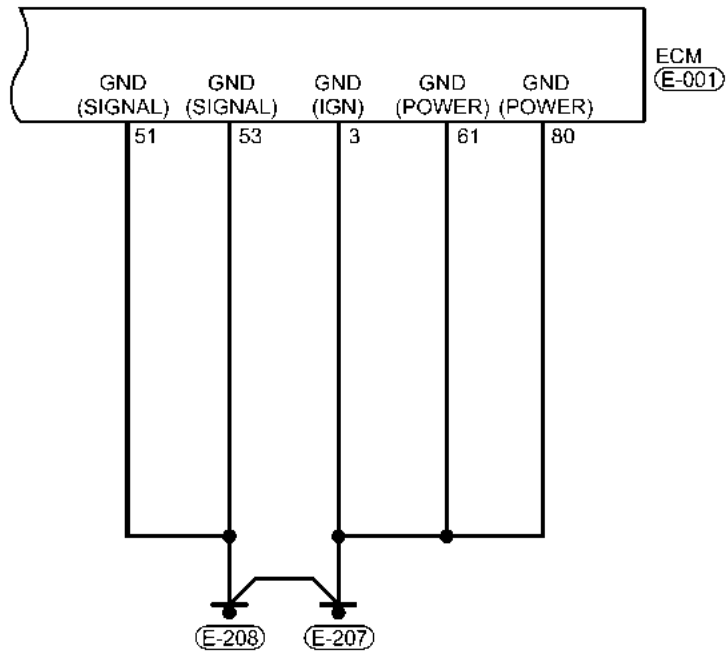 ECM
(E-001)
GND GND GND GND GND
(SIGNAL) (SIGNAL) (IGN) (POWER) (POWER)
51 53 3 61 80
E-208 E-207